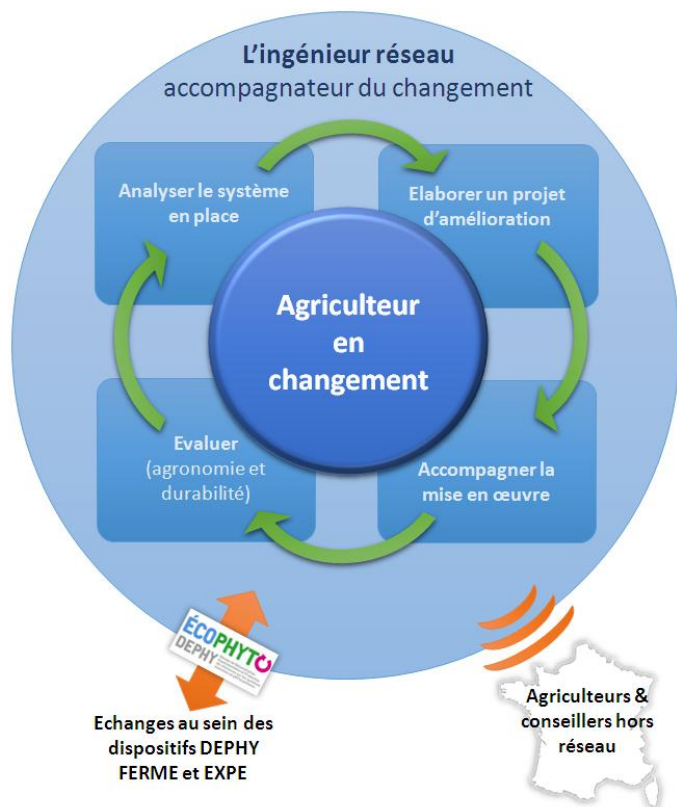 L’ingénieur réseau
accompagnateur du changement
Analyser le système
en place
Elaborer un projet
d’amélioration
Agriculteur
en
changement
Evaluer
(agronomie et
durabilité)
Accompagner la
mise en œuvre
ÉCOPHYTO
DEPHY
Echanges au sein des
dispositifs DEPHY
FERME et EXPE
Agriculteurs &
conseillers hors
réseau